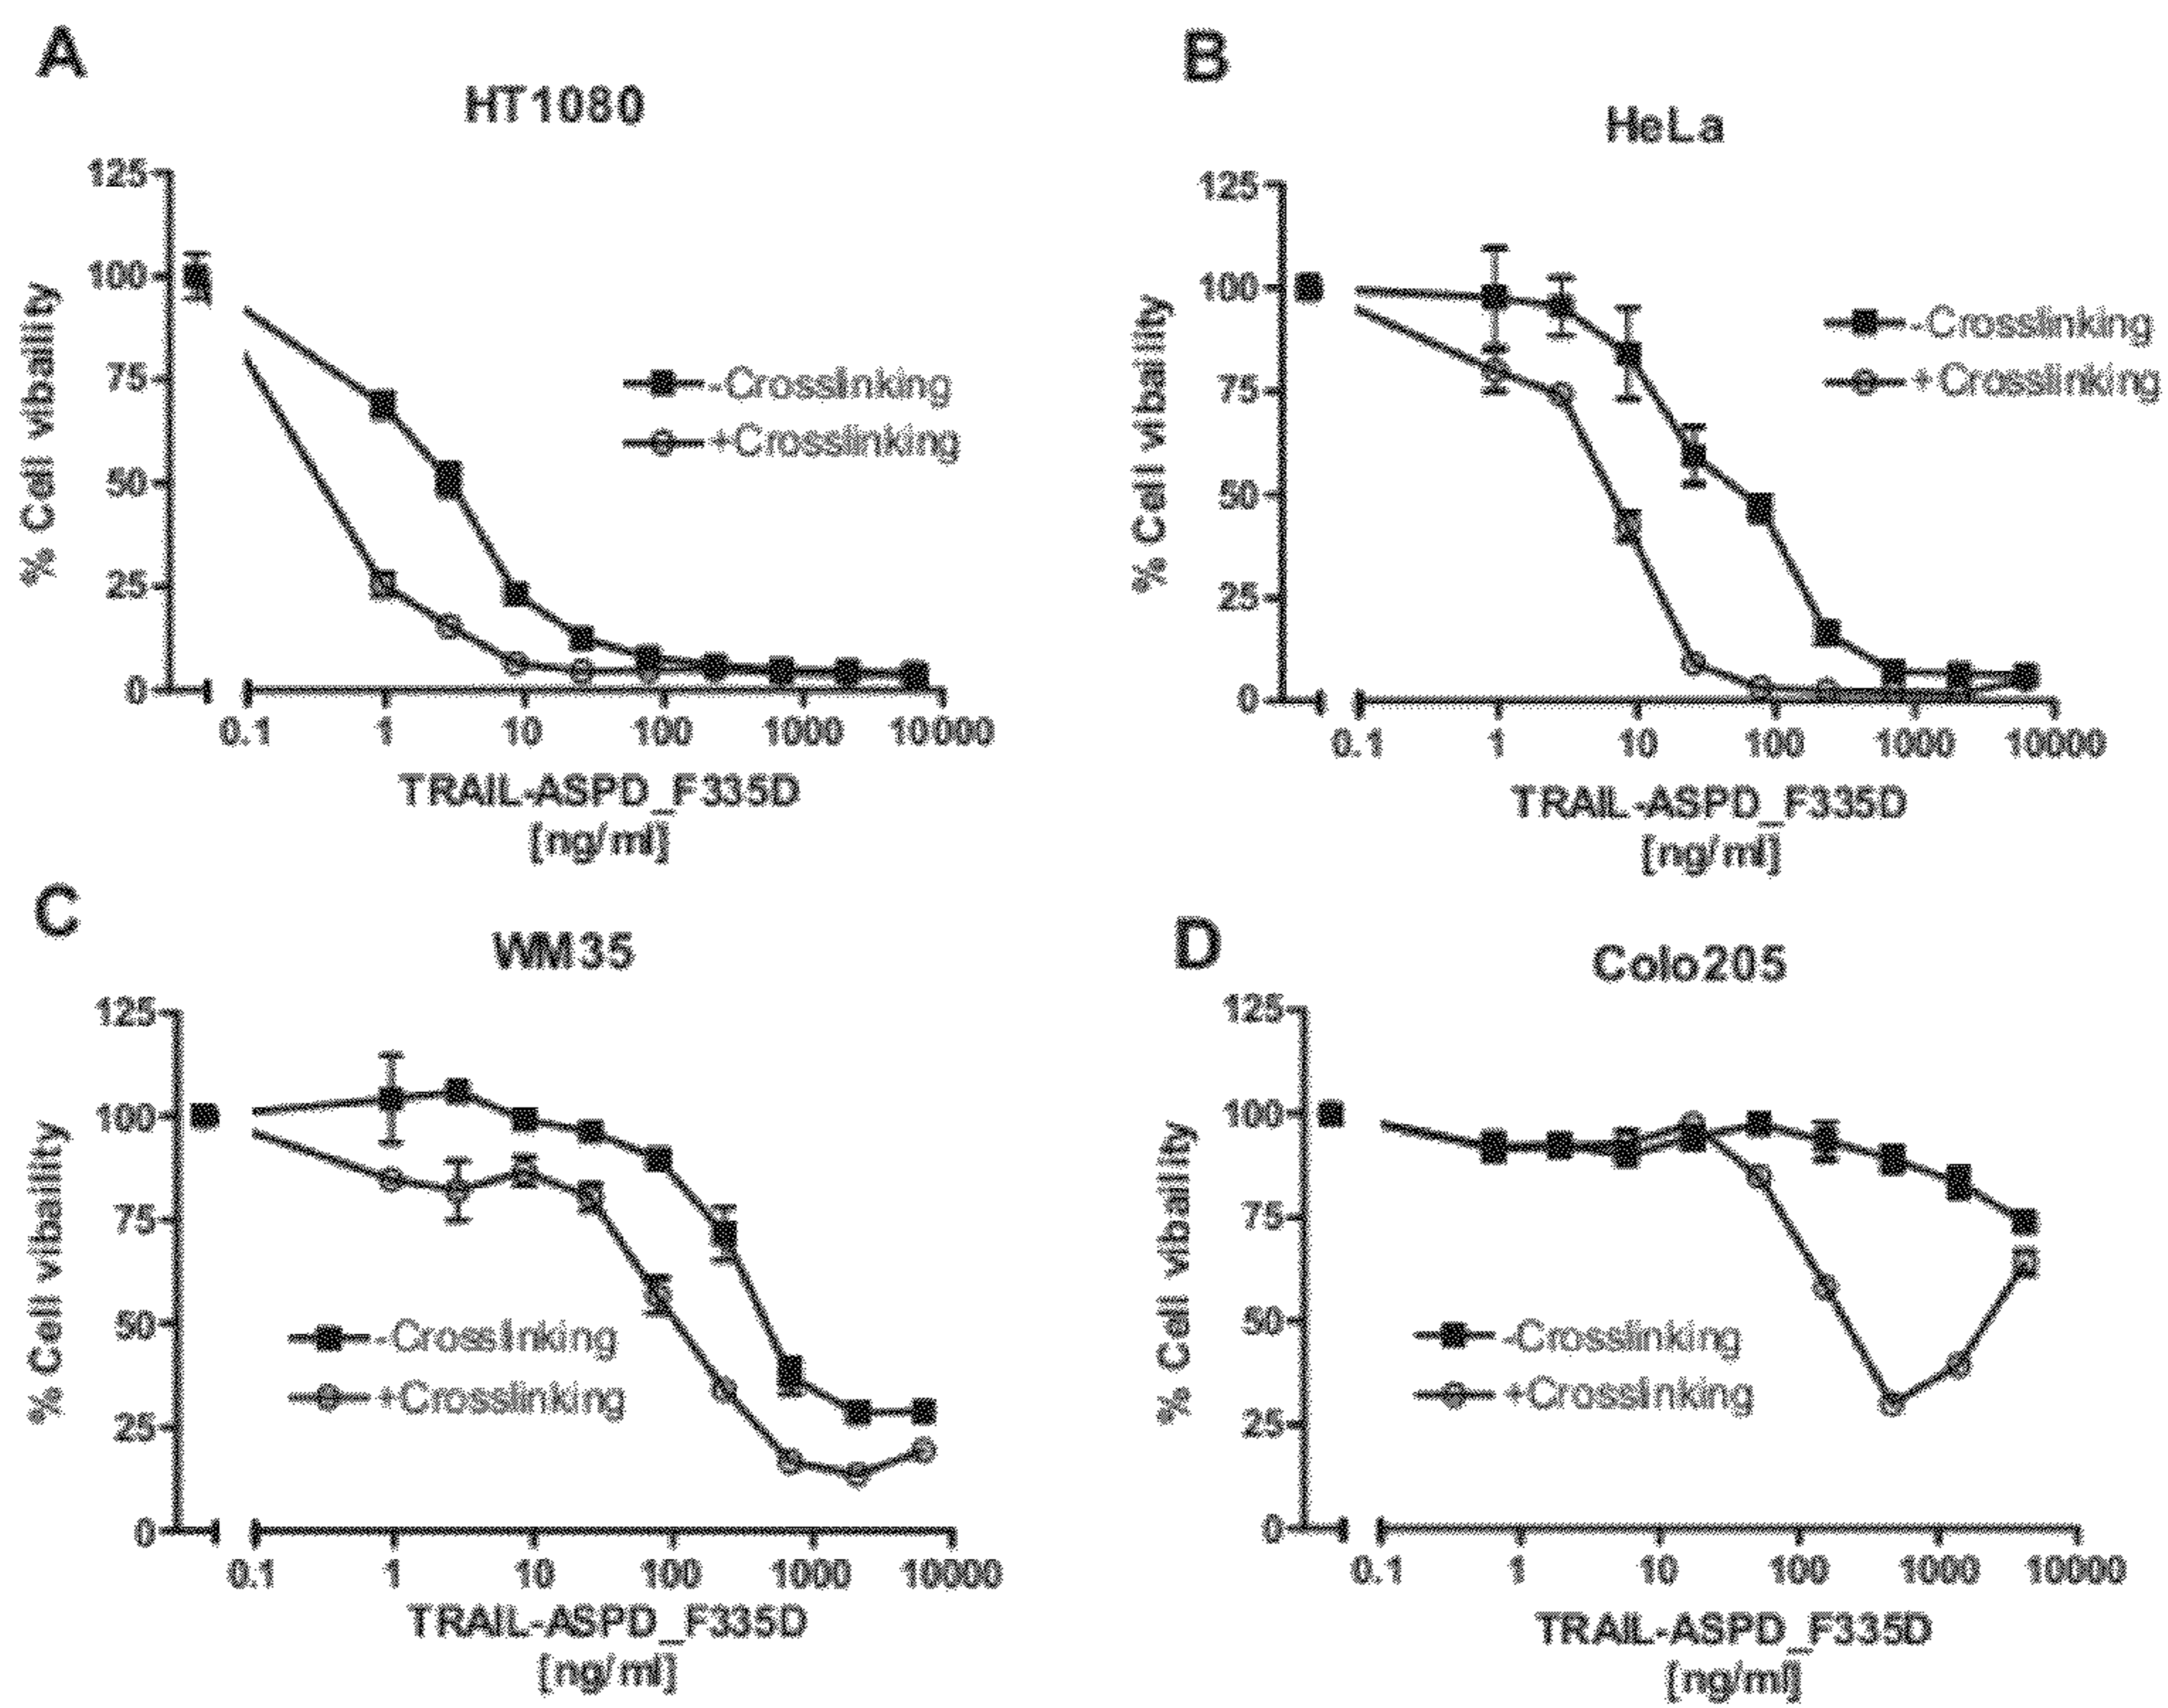 A
HT1080
125
100
75
50
25
0
% Cell vibaility
-Crosslinking
+Crosslinking
0.1 1 10 100 1000 10000
TRAIL-ASPD_F335D
[ng/ml]
B
HeLa
125
100
75
50
25
0
% Cell vibaility
-Crosslinking
+Crosslinking
0.1 1 10 100 1000 10000
TRAIL-ASPD_F335D
[ng/ml]
C
WM35
125
100
75
50
25
0
% Cell vibaility
-Crosslinking
+Crosslinking
0.1 1 10 100 1000 10000
TRAIL-ASPD_F335D
[ng/ml]
D
Colo205
125
100
75
50
25
0
% Cell vibaility
-Crosslinking
+Crosslinking
0.1 1 10 100 1000 10000
TRAIL-ASPD_F335D
[ng/ml]